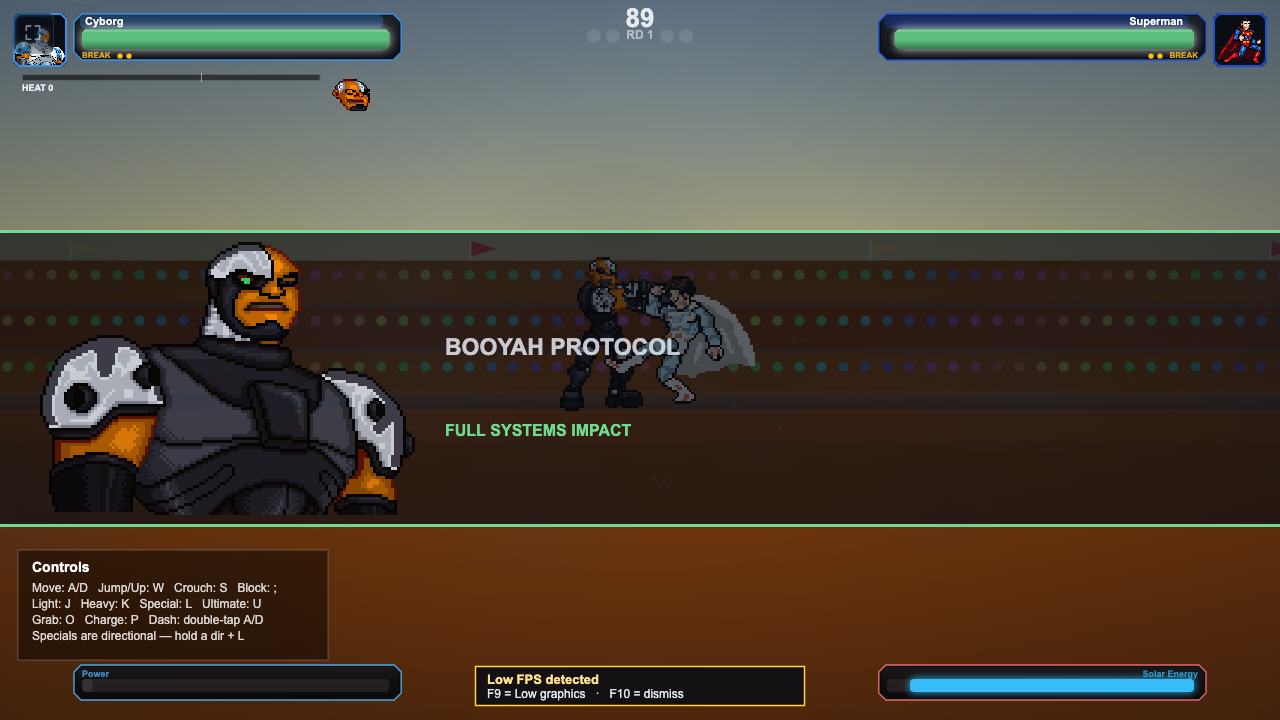 Cyborg
89
Superman
RD 1
BREAK
BREAK
HEAT 0
BOOYAH PROTOCOL
FULL SYSTEMS IMPACT
Controls
Move: A/D Jump/Up: W Crouch: S Block: ;
Light: J Heavy: K Special: L Ultimate: U
Grab: O Charge: P Dash: double-tap A/D
Specials are directional — hold a dir + L
Power
Low FPS detected
F9 = Low graphics · F10 = dismiss
Solar Energy